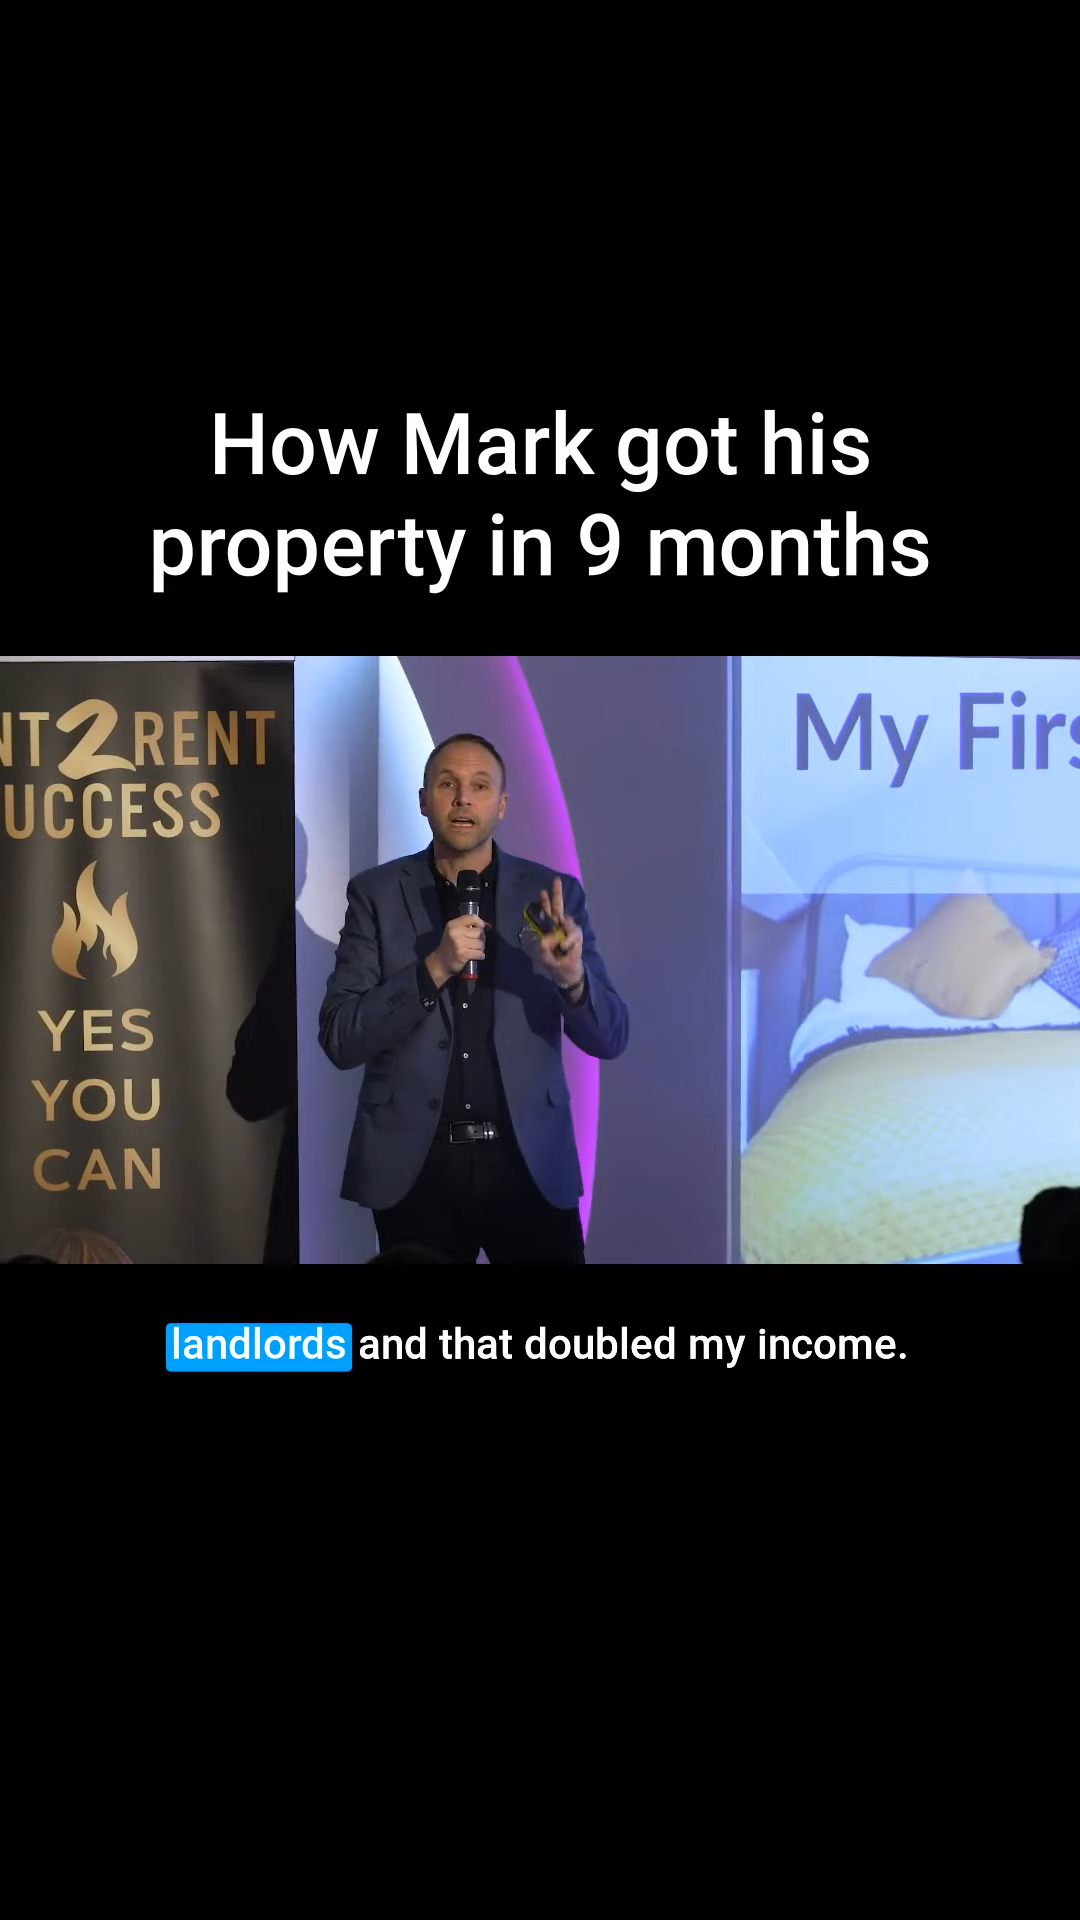 How Mark got his
property in 9 months
NT2RENT
UCCESS
YES
YOU
CAN
My Firs
landlords and that doubled my income.